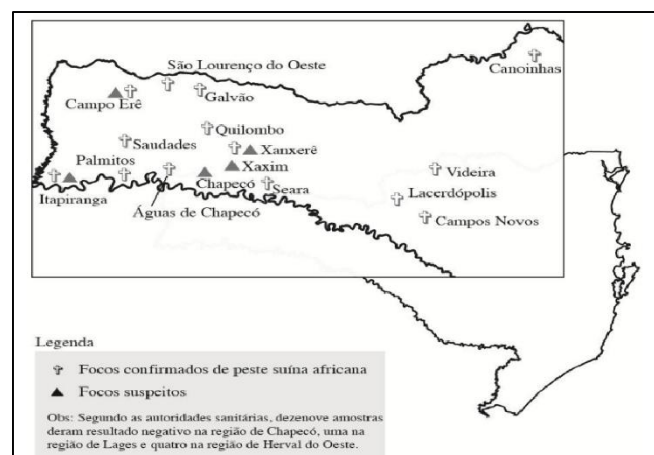 São Lourenço do Oeste
Canoinhas
Campo Erê
Galvão
Quilombo
Saudades
Xanxerê
Palmitos
Xaxim
Videira
Chapecó
Seara
Lacerdópolis
Itapiranga
Águas de Chapecó
Campos Novos
Legenda
Focos confirmados de peste suína africana
Focos suspeitos
Obs: Segundo as autoridades sanitárias, dezenove amostras
deram resultado negativo na região de Chapecó, uma na
região de Lages e quatro na região de Herval do Oeste.